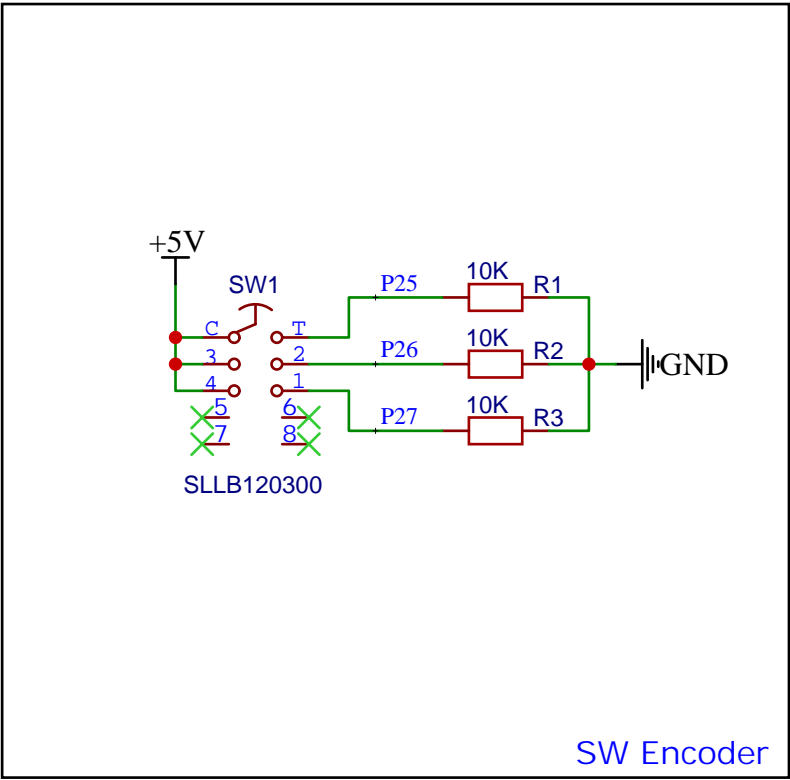 +5V
SW1
C T
3 2
4 1
5 6
7 8
SLLB120300
P25 10K R1
P26 10K R2
P27 10K R3
GND
SW Encoder